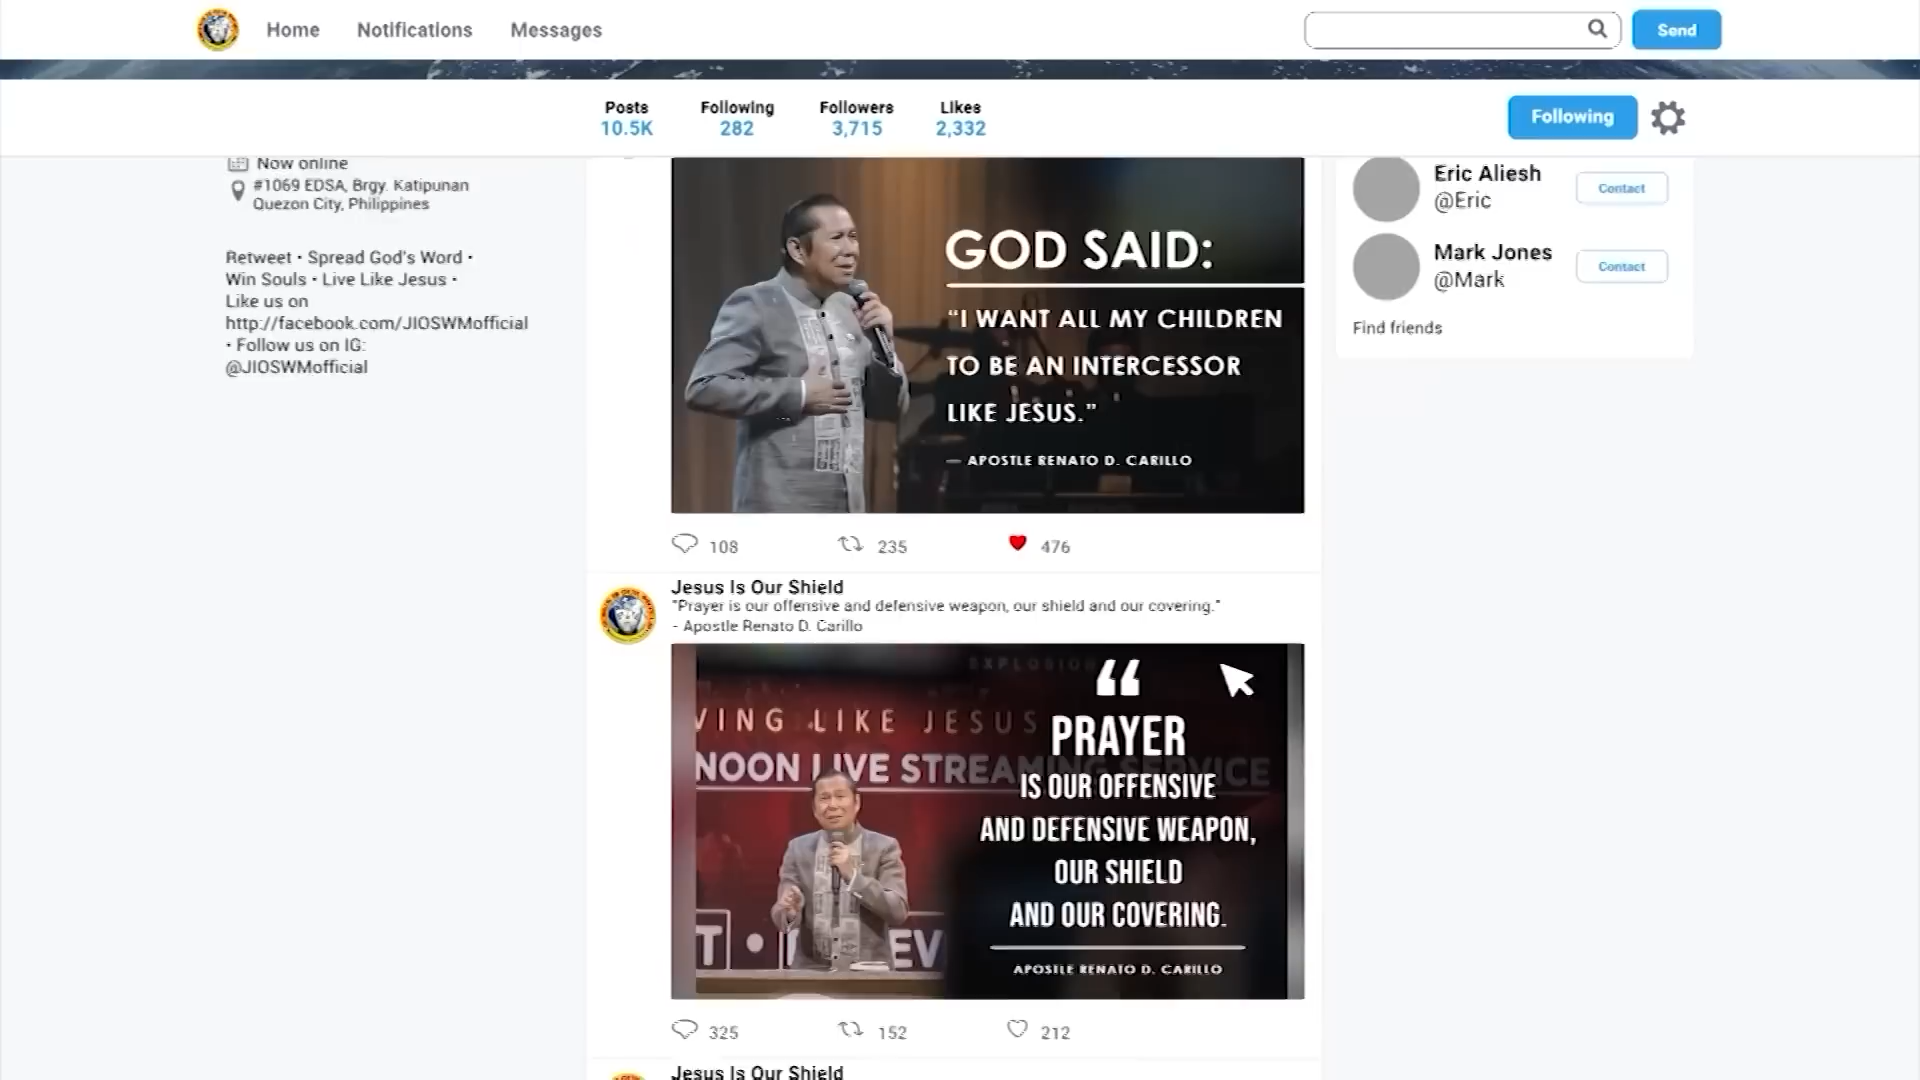 Home Notifications Messages
Send
Posts Following Followers Likes
10.5K 282 3,715 2,332
Following
Now online
#1069 EDSA, Brgy. Katipunan
Quezon City, Philippines
Retweet • Spread God's Word •
Win Souls • Live Like Jesus •
Like us on
http://facebook.com/JIOSWMofficial
• Follow us on IG:
@JIOSWMofficial
GOD SAID:
“I WANT ALL MY CHILDREN
TO BE AN INTERCESSOR
LIKE JESUS.”
— APOSTLE RENATO D. CARILLO
108 235 476
Jesus Is Our Shield
"Prayer is our offensive and defensive weapon, our shield and our covering."
- Apostle Renato D. Carillo
EXPLOSION
VING LIKE JESUS
NOON LIVE STREAMING SERVICE
“
PRAYER
IS OUR OFFENSIVE
AND DEFENSIVE WEAPON,
OUR SHIELD
AND OUR COVERING.
APOSTLE RENATO D. CARILLO
325 152 212
Jesus Is Our Shield
Eric Aliesh
@Eric
Contact
Mark Jones
@Mark
Contact
Find friends